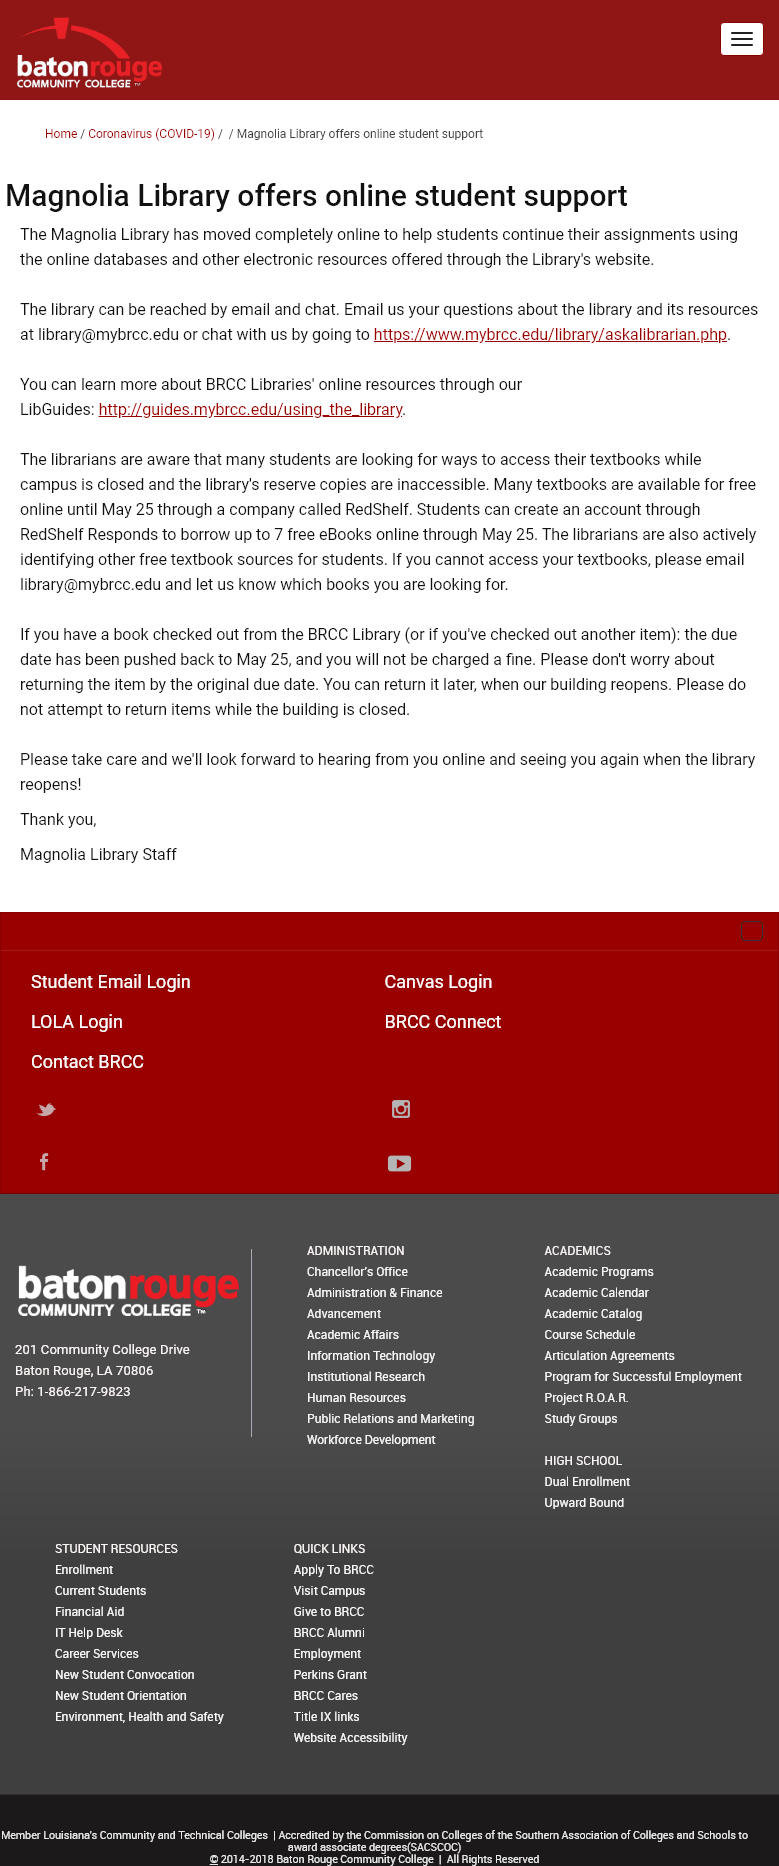 batonrouge
COMMUNITY COLLEGE™
Home / Coronavirus (COVID-19) /  / Magnolia Library offers online student support
Magnolia Library offers online student support
The Magnolia Library has moved completely online to help students continue their assignments using
the online databases and other electronic resources offered through the Library's website.
The library can be reached by email and chat. Email us your questions about the library and its resources
at library@mybrcc.edu or chat with us by going to https://www.mybrcc.edu/library/askalibrarian.php.
You can learn more about BRCC Libraries' online resources through our
LibGuides: http://guides.mybrcc.edu/using_the_library.
The librarians are aware that many students are looking for ways to access their textbooks while
campus is closed and the library's reserve copies are inaccessible. Many textbooks are available for free
online until May 25 through a company called RedShelf. Students can create an account through
RedShelf Responds to borrow up to 7 free eBooks online through May 25. The librarians are also actively
identifying other free textbook sources for students. If you cannot access your textbooks, please email
library@mybrcc.edu and let us know which books you are looking for.
If you have a book checked out from the BRCC Library (or if you've checked out another item): the due
date has been pushed back to May 25, and you will not be charged a fine. Please don't worry about
returning the item by the original due date. You can return it later, when our building reopens. Please do
not attempt to return items while the building is closed.
Please take care and we'll look forward to hearing from you online and seeing you again when the library
reopens!
Thank you,
Magnolia Library Staff
Student Email Login
Canvas Login
LOLA Login
BRCC Connect
Contact BRCC
batonrouge
COMMUNITY COLLEGE™
201 Community College Drive
Baton Rouge, LA 70806
Ph: 1-866-217-9823
ADMINISTRATION
Chancellor's Office
Administration & Finance
Advancement
Academic Affairs
Information Technology
Institutional Research
Human Resources
Public Relations and Marketing
Workforce Development
ACADEMICS
Academic Programs
Academic Calendar
Academic Catalog
Course Schedule
Articulation Agreements
Program for Successful Employment
Project R.O.A.R.
Study Groups
HIGH SCHOOL
Dual Enrollment
Upward Bound
STUDENT RESOURCES
Enrollment
Current Students
Financial Aid
IT Help Desk
Career Services
New Student Convocation
New Student Orientation
Environment, Health and Safety
QUICK LINKS
Apply To BRCC
Visit Campus
Give to BRCC
BRCC Alumni
Employment
Perkins Grant
BRCC Cares
Title IX links
Website Accessibility
Member Louisiana's Community and Technical Colleges | Accredited by the Commission on Colleges of the Southern Association of Colleges and Schools to
award associate degrees(SACSCOC)
© 2014-2018 Baton Rouge Community College | All Rights Reserved